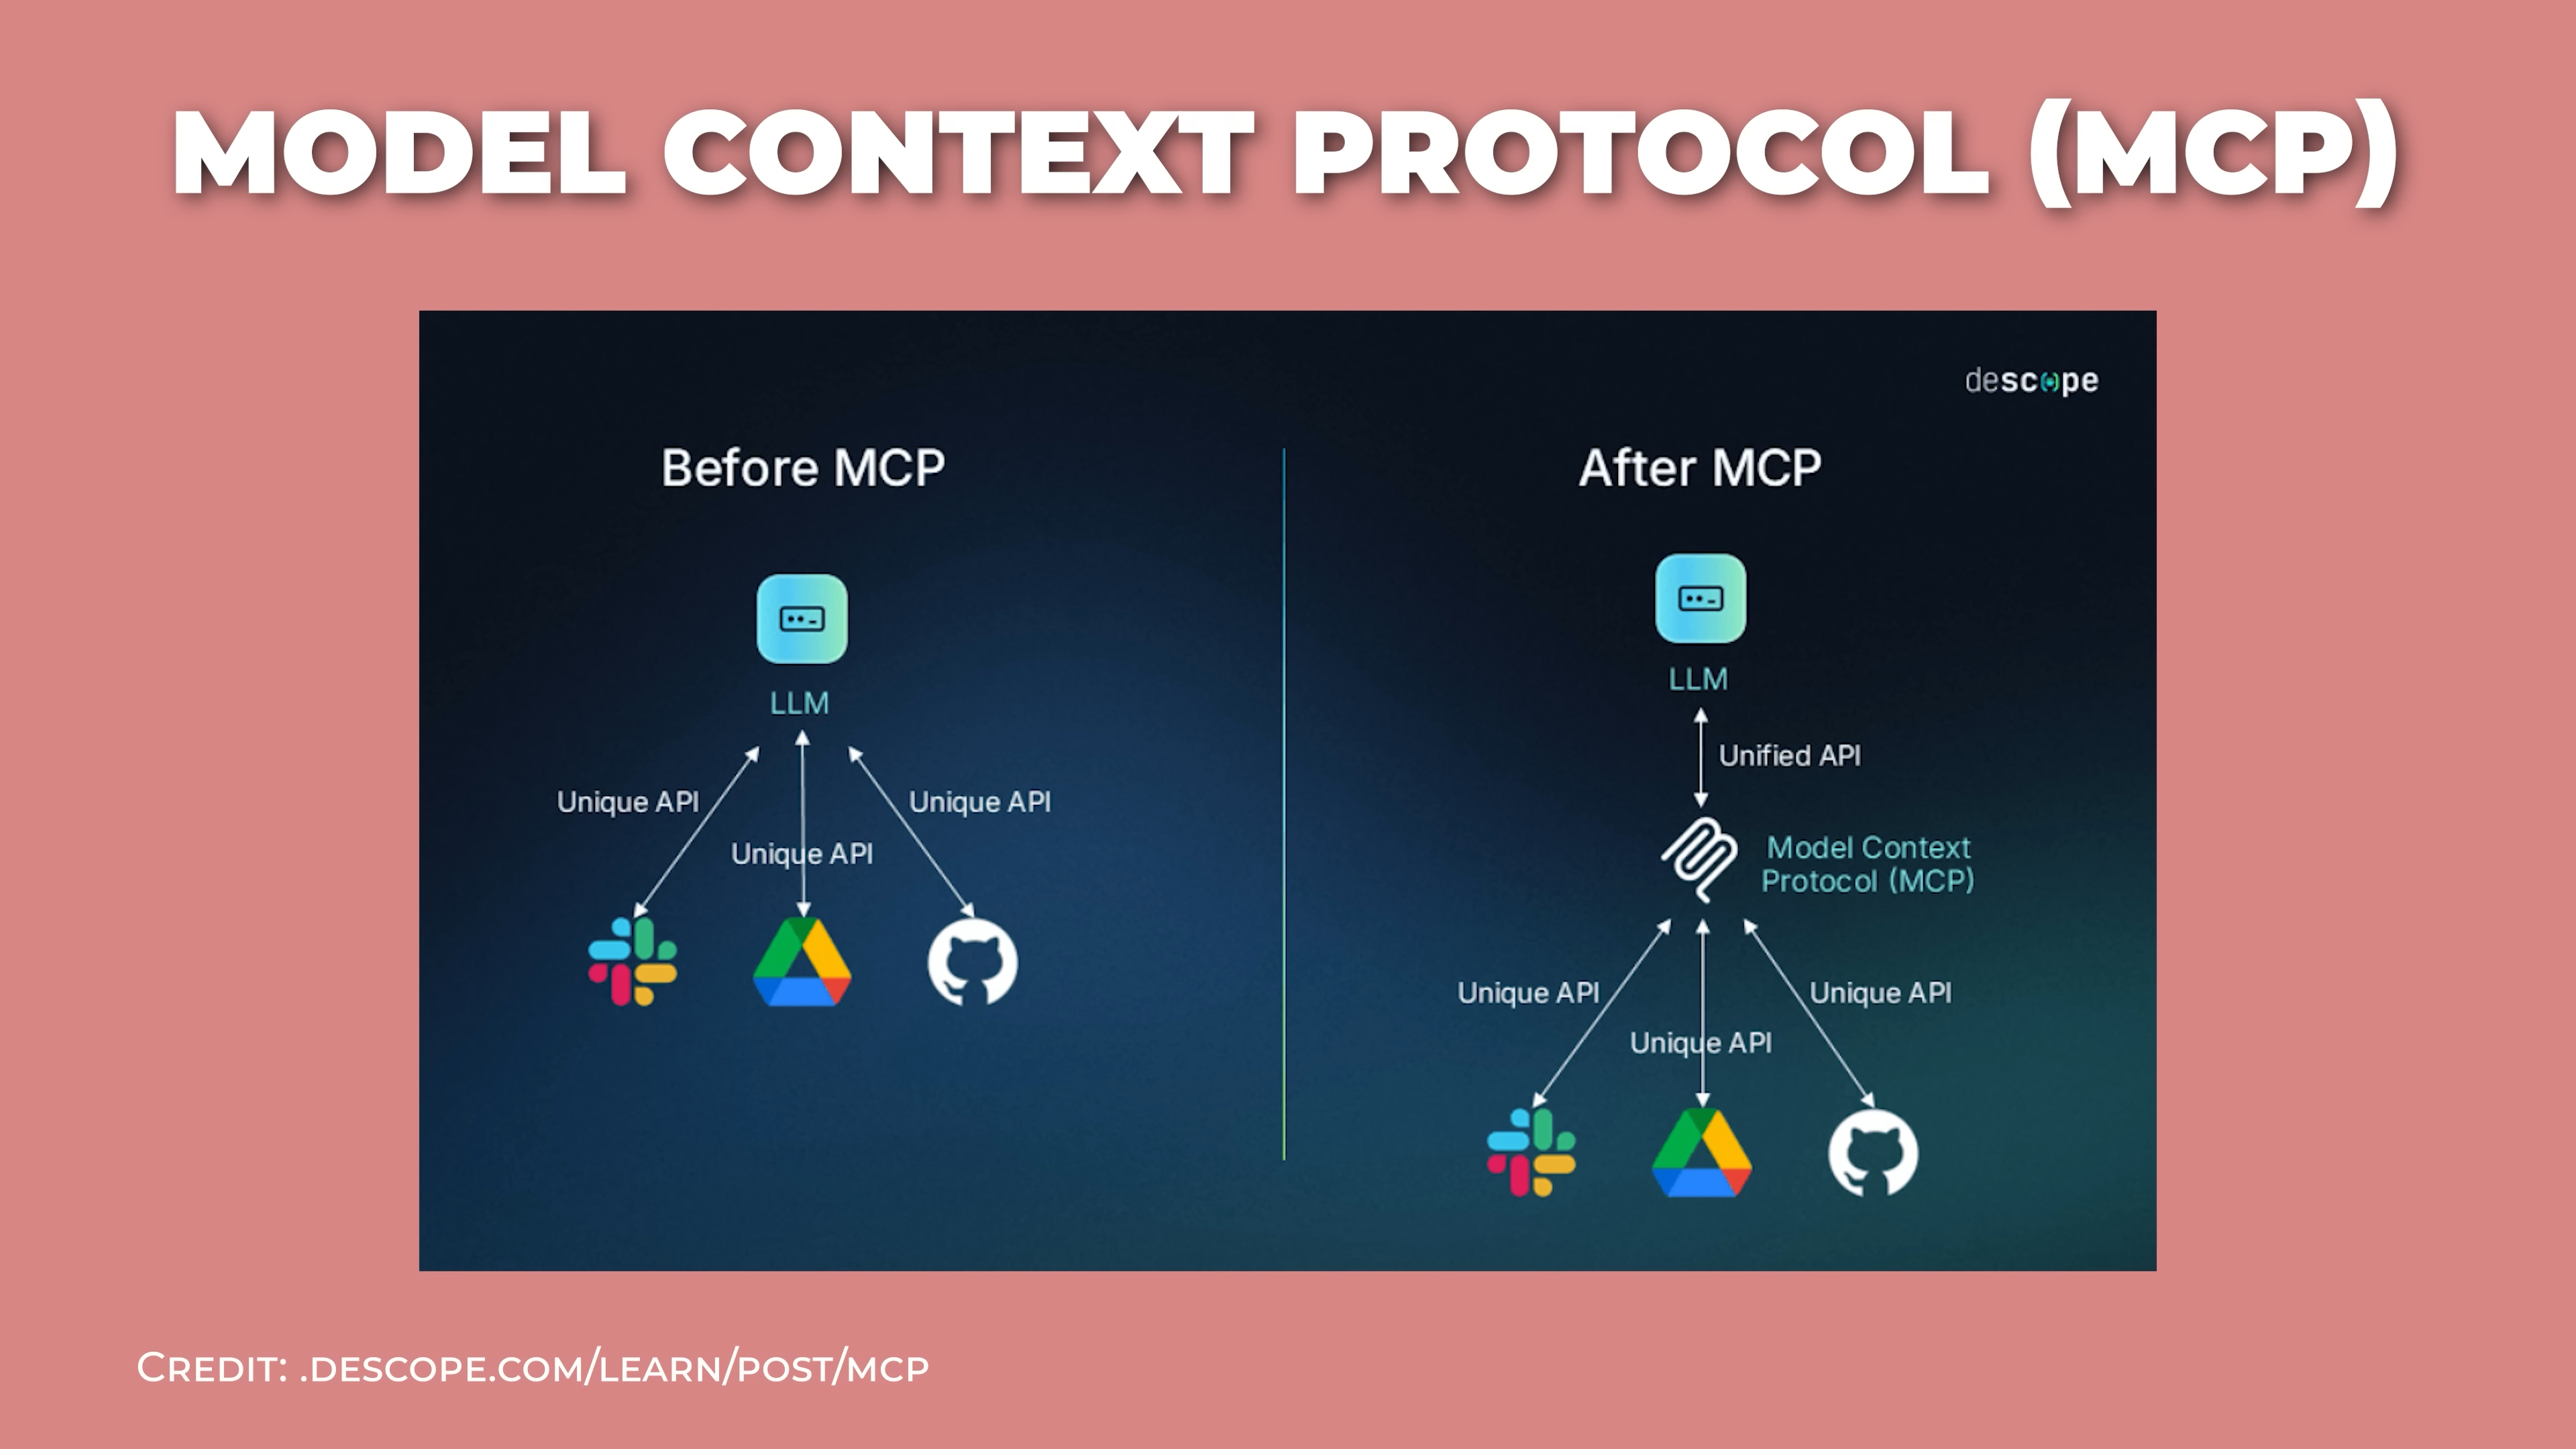 MODEL CONTEXT PROTOCOL (MCP)
descope
Before MCP
LLM
Unique API
Unique API
Unique API
After MCP
LLM
Unified API
Model Context
Protocol (MCP)
Unique API
Unique API
Unique API
Credit: .descope.com/learn/post/mcp